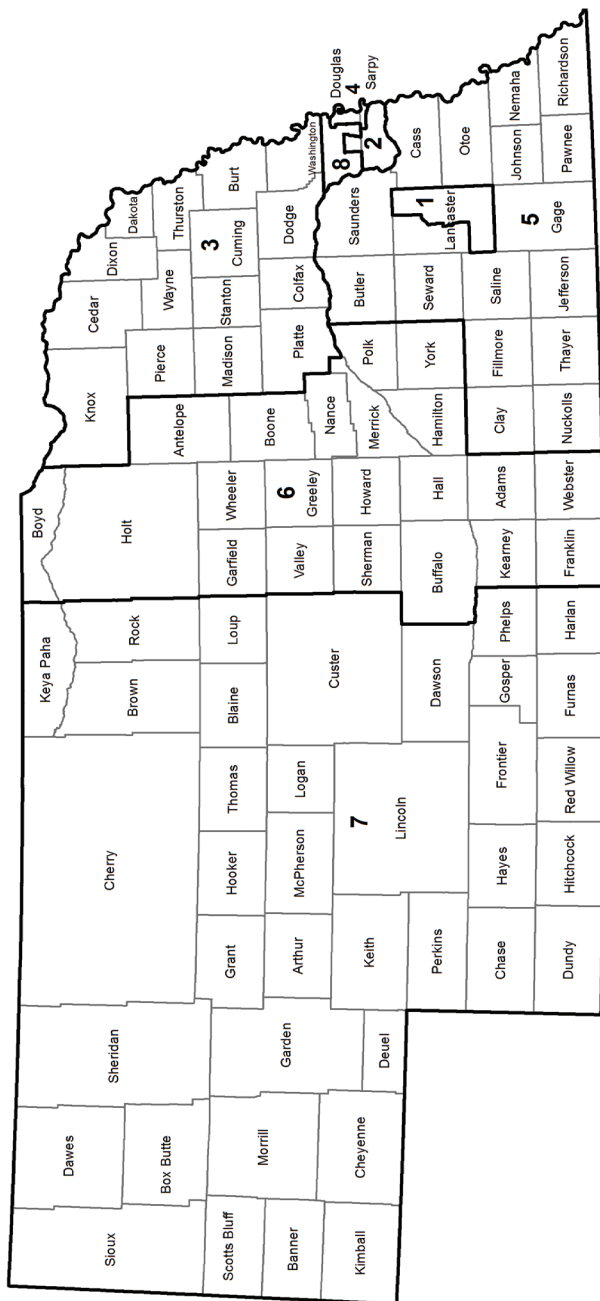 Sioux
Dawes
Box Butte
Sheridan
Scotts Bluff
Banner
Kimball
Morrill
Cheyenne
Garden
Deuel
Cherry
Grant
Hooker
Thomas
Arthur
McPherson
Logan
Keith
Perkins
Lincoln
7
Chase
Hayes
Frontier
Dundy
Hitchcock
Red Willow
Keya Paha
Brown
Rock
Blaine
Loup
Custer
Dawson
Gosper
Phelps
Furnas
Harlan
Boyd
Holt
Garfield
Wheeler
Valley
Greeley
6
Sherman
Howard
Buffalo
Hall
Kearney
Adams
Franklin
Webster
Knox
Antelope
Boone
Nance
Merrick
Hamilton
Polk
York
Clay
Fillmore
Nuckolls
Thayer
Cedar
Dixon
Dakota
Pierce
Wayne
Thurston
Madison
Stanton
Cuming
3
Burt
Platte
Colfax
Dodge
Washington
Butler
Saunders
8
Douglas
4
Sarpy
2
Seward
Lancaster
1
Cass
Otoe
Saline
Jefferson
Gage
5
Johnson
Nemaha
Pawnee
Richardson